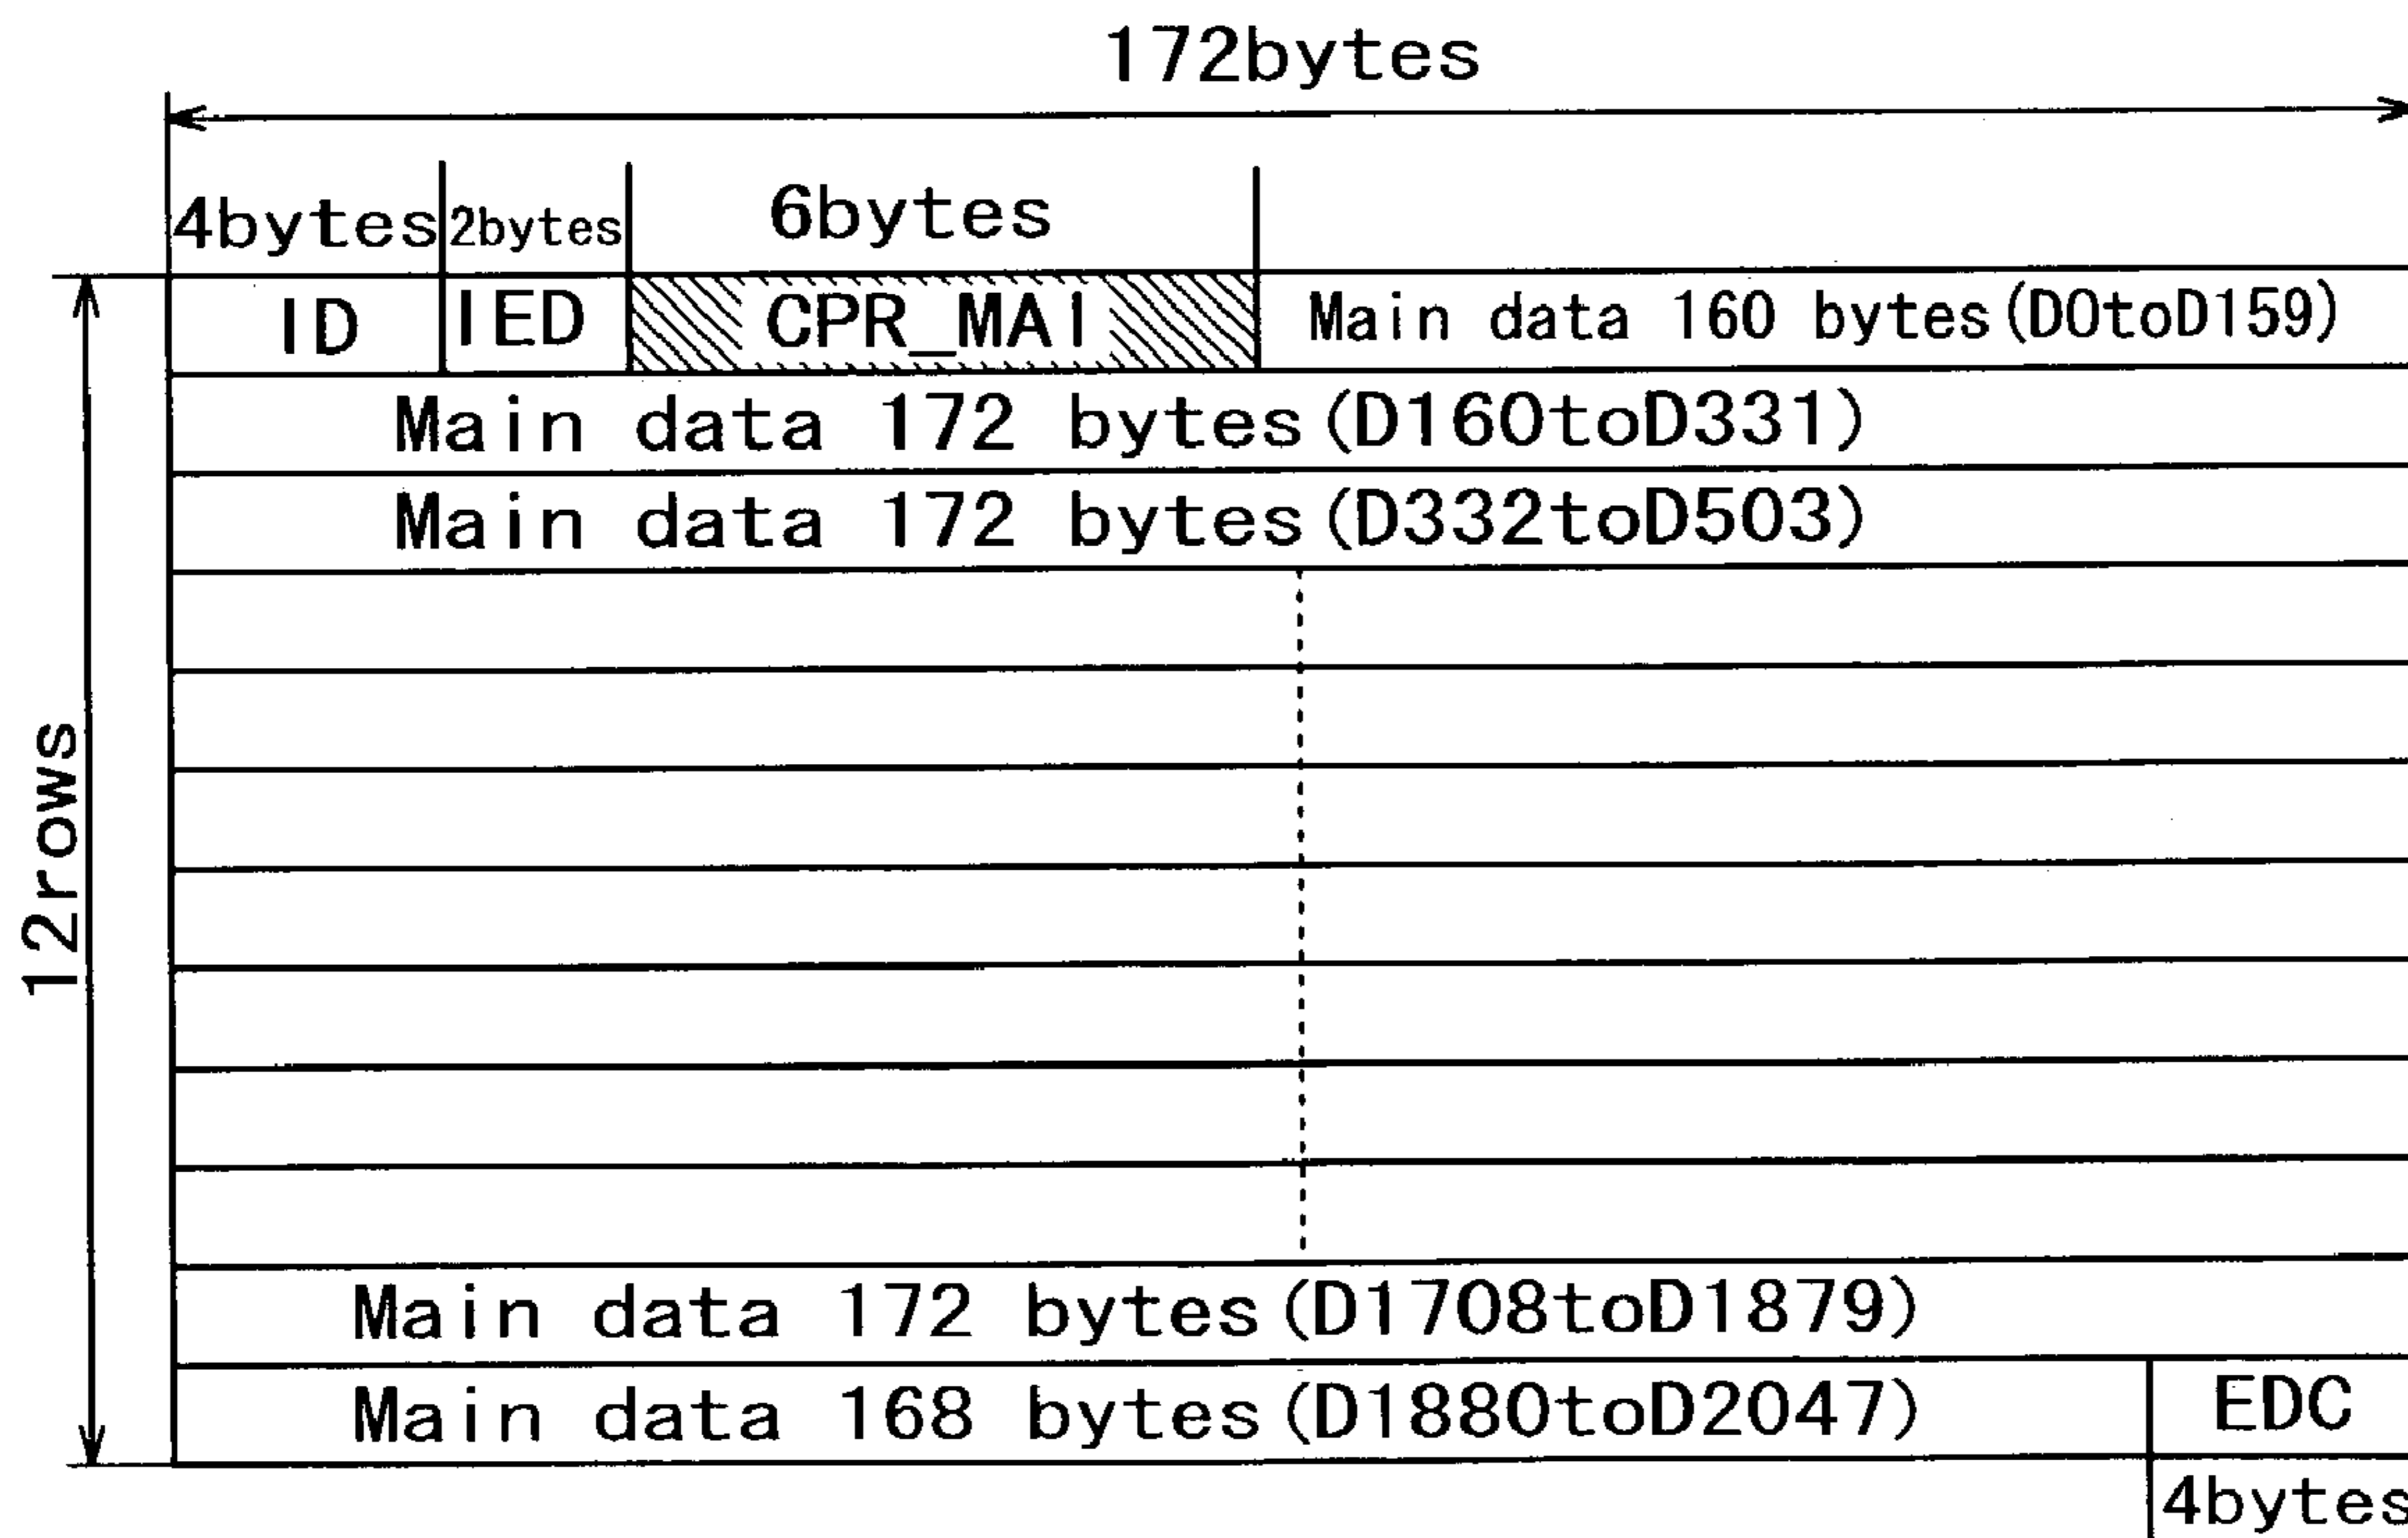 172bytes
4bytes 2bytes 6bytes
ID IED CPR_MAI Main data 160 bytes(D0toD159)
Main data 172 bytes(D160toD331)
Main data 172 bytes(D332toD503)
12rows
Main data 172 bytes(D1708toD1879)
Main data 168 bytes(D1880toD2047) EDC
4bytes